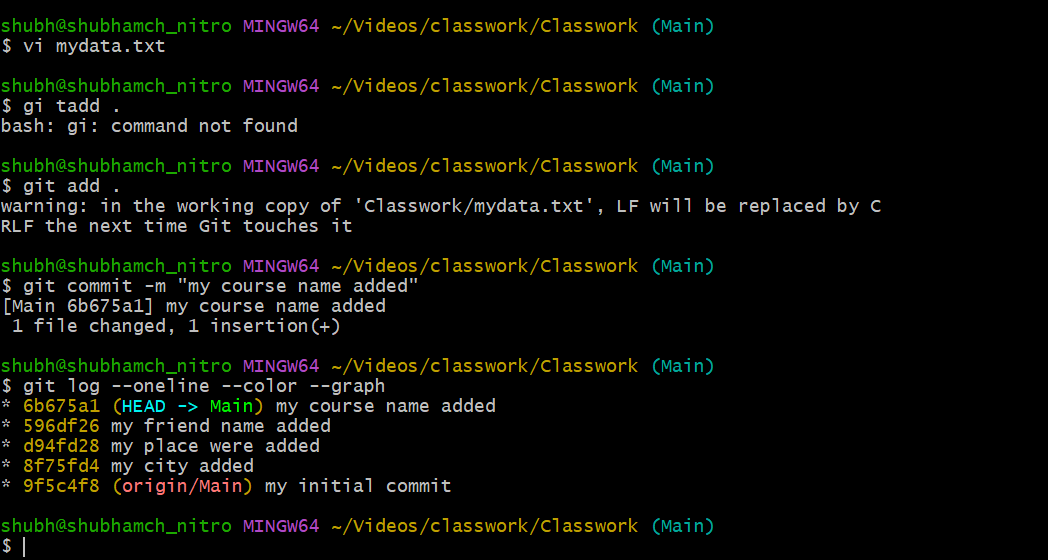 shubh@shubhamch_nitro MINGW64 ~/Videos/classwork/Classwork (Main)
$ vi mydata.txt
shubh@shubhamch_nitro MINGW64 ~/Videos/classwork/Classwork (Main)
$ gi tadd .
bash: gi: command not found
shubh@shubhamch_nitro MINGW64 ~/Videos/classwork/Classwork (Main)
$ git add .
warning: in the working copy of 'Classwork/mydata.txt', LF will be replaced by C
RLF the next time Git touches it
shubh@shubhamch_nitro MINGW64 ~/Videos/classwork/Classwork (Main)
$ git commit -m "my course name added"
[Main 6b675a1] my course name added
 1 file changed, 1 insertion(+)
shubh@shubhamch_nitro MINGW64 ~/Videos/classwork/Classwork (Main)
$ git log --oneline --color --graph
* 6b675a1 (HEAD -> Main) my course name added
* 596df26 my friend name added
* d94fd28 my place were added
* 8f75fd4 my city added
* 9f5c4f8 (origin/Main) my initial commit
shubh@shubhamch_nitro MINGW64 ~/Videos/classwork/Classwork (Main)
$